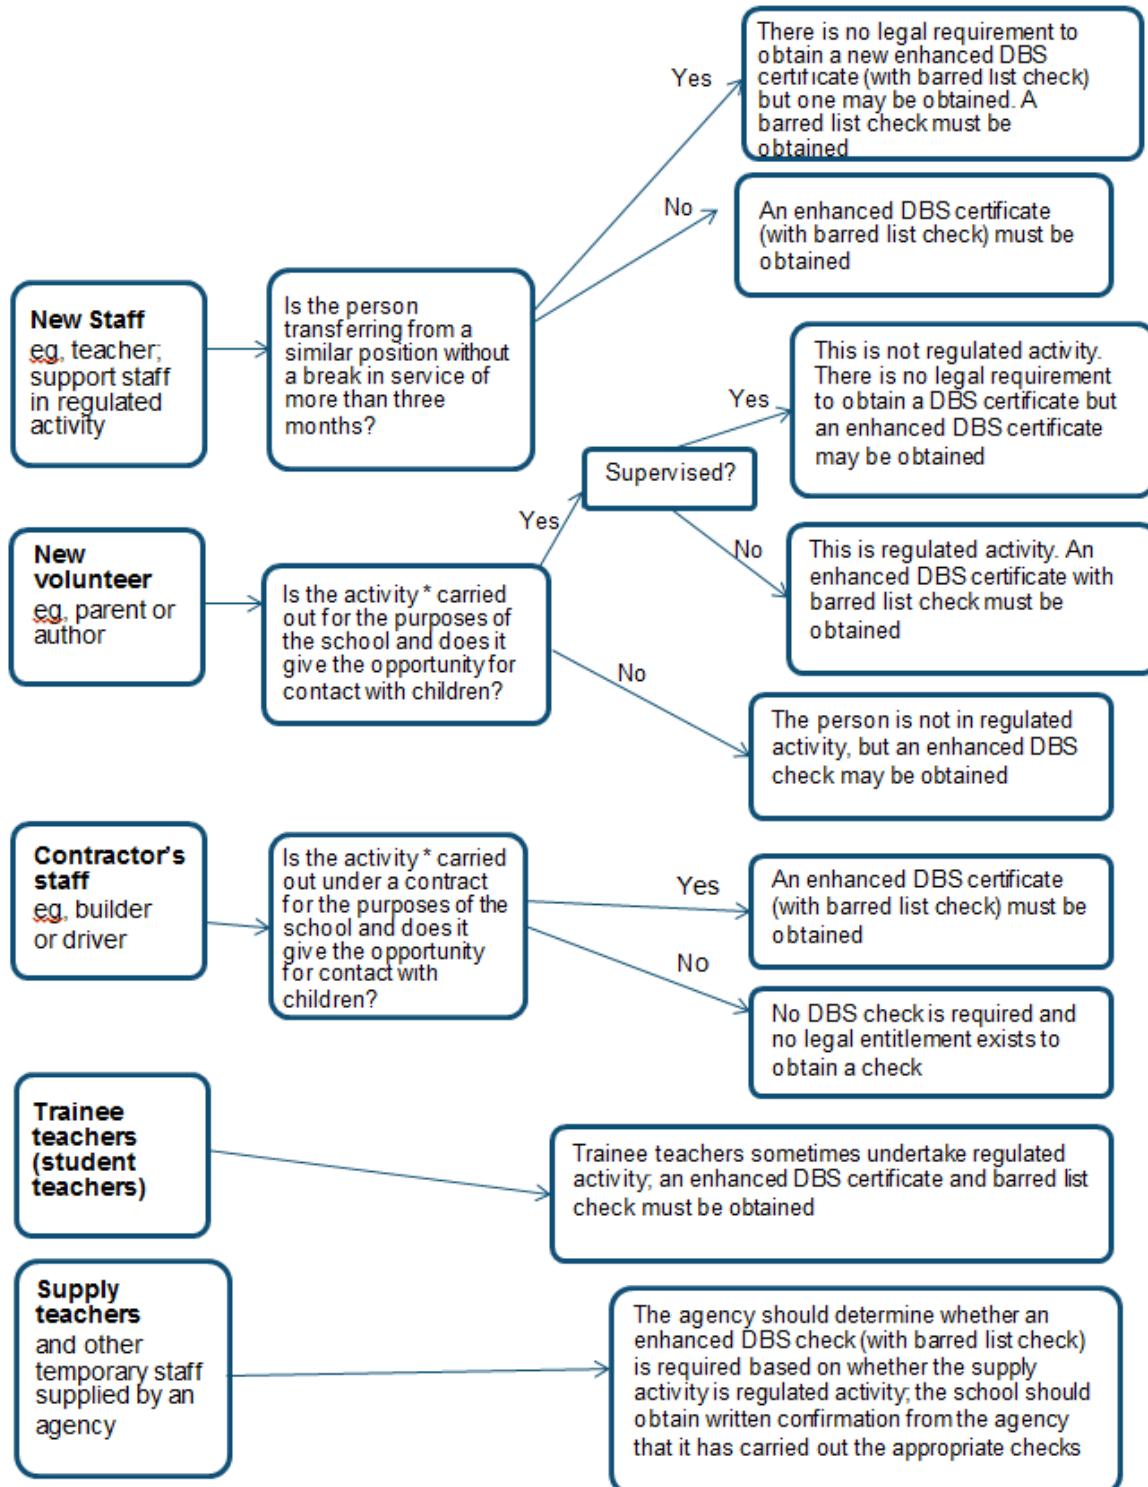 There is no legal requirement to
obtain a new enhanced DBS
certificate (with barred list check)
but one may be obtained. A
barred list check must be
obtained
Yes
No
An enhanced DBS certificate
(with barred list check) must be
obtained
New Staff
eg, teacher;
support staff
in regulated
activity
Is the person
transferring from a
similar position without
a break in service of
more than three
months?
This is not regulated activity.
There is no legal requirement
to obtain a DBS certificate but
an enhanced DBS certificate
may be obtained
Yes
Supervised?
Yes
No
This is regulated activity. An
enhanced DBS certificate with
barred list check must be
obtained
New
volunteer
eg, parent or
author
Is the activity * carried
out for the purposes of
the school and does it
give the opportunity for
contact with children?
No
The person is not in regulated
activity, but an enhanced DBS
check may be obtained
Contractor's
staff
eg, builder
or driver
Is the activity * carried
out under a contract
for the purposes of the
school and does it
give the opportunity
for contact with
children?
Yes
An enhanced DBS certificate
(with barred list check) must be
obtained
No
No DBS check is required and
no legal entitlement exists to
obtain a check
Trainee
teachers
(student
teachers)
Trainee teachers sometimes undertake regulated
activity; an enhanced DBS certificate and barred list
check must be obtained
Supply
teachers
and other
temporary staff
supplied by an
agency
The agency should determine whether an
enhanced DBS check (with barred list check)
is required based on whether the supply
activity is regulated activity; the school should
obtain written confirmation from the agency
that it has carried out the appropriate checks